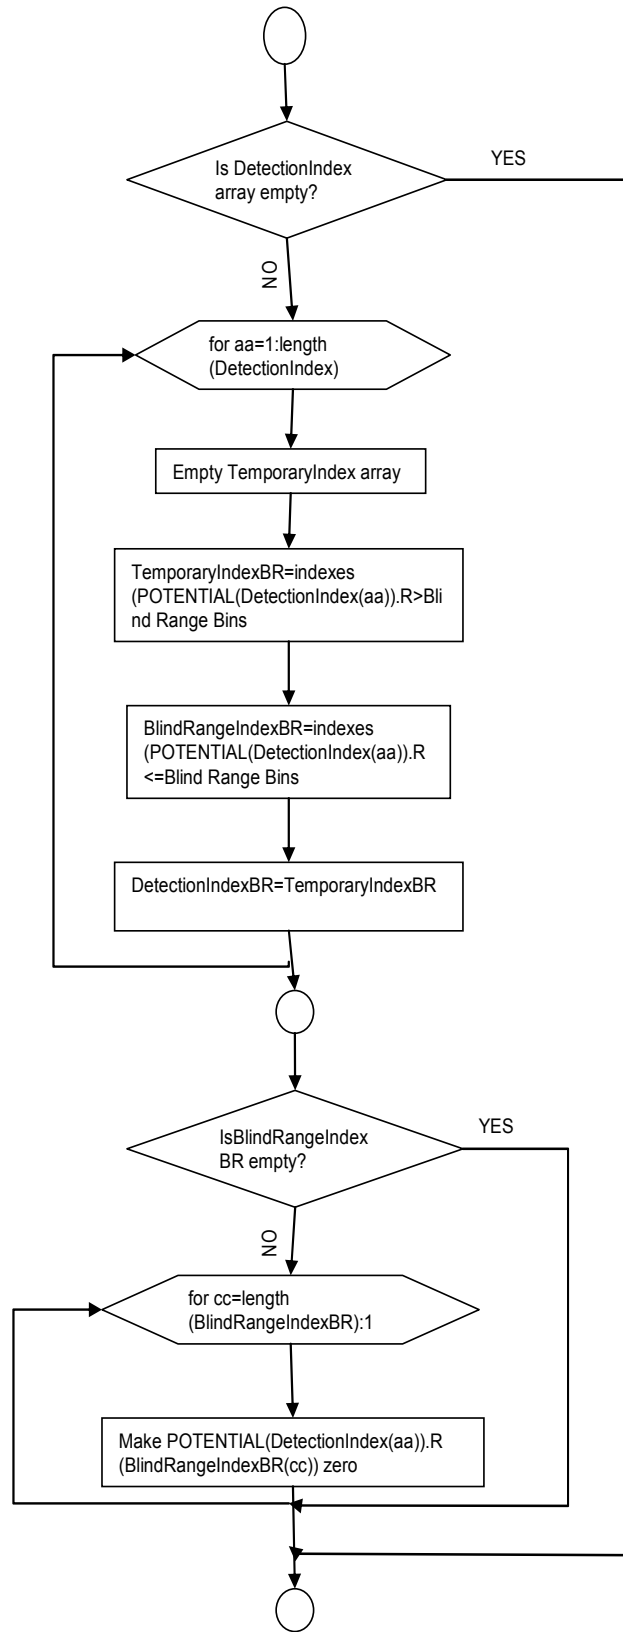 Is DetectionIndex
array empty?
YES
NO
for aa=1:length
(DetectionIndex)
Empty TemporaryIndex array
TemporaryIndexBR=indexes
(POTENTIAL(DetectionIndex(aa)).R>Bli
nd Range Bins
BlindRangeIndexBR=indexes
(POTENTIAL(DetectionIndex(aa)).R
<=Blind Range Bins
DetectionIndexBR=TemporaryIndexBR
IsBlindRangeIndex
BR empty?
YES
NO
for cc=length
(BlindRangeIndexBR):1
Make POTENTIAL(DetectionIndex(aa)).R
(BlindRangeIndexBR(cc)) zero